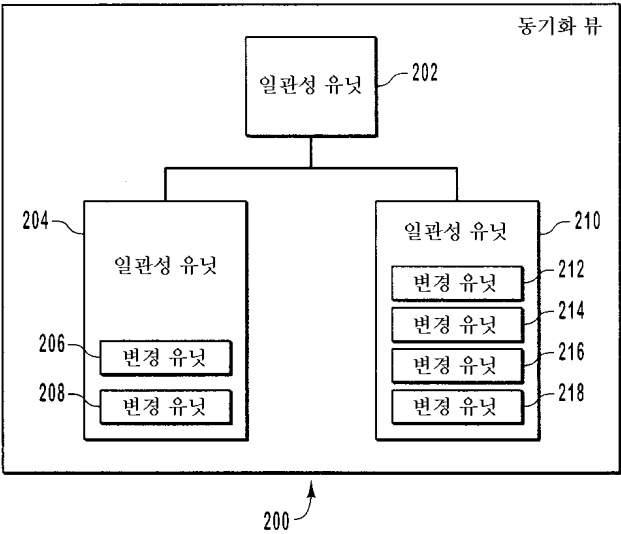 동기화 뷰
일관성 유닛
202
204
일관성 유닛
206
변경 유닛
208
변경 유닛
210
일관성 유닛
212
변경 유닛
214
변경 유닛
216
변경 유닛
218
변경 유닛
200